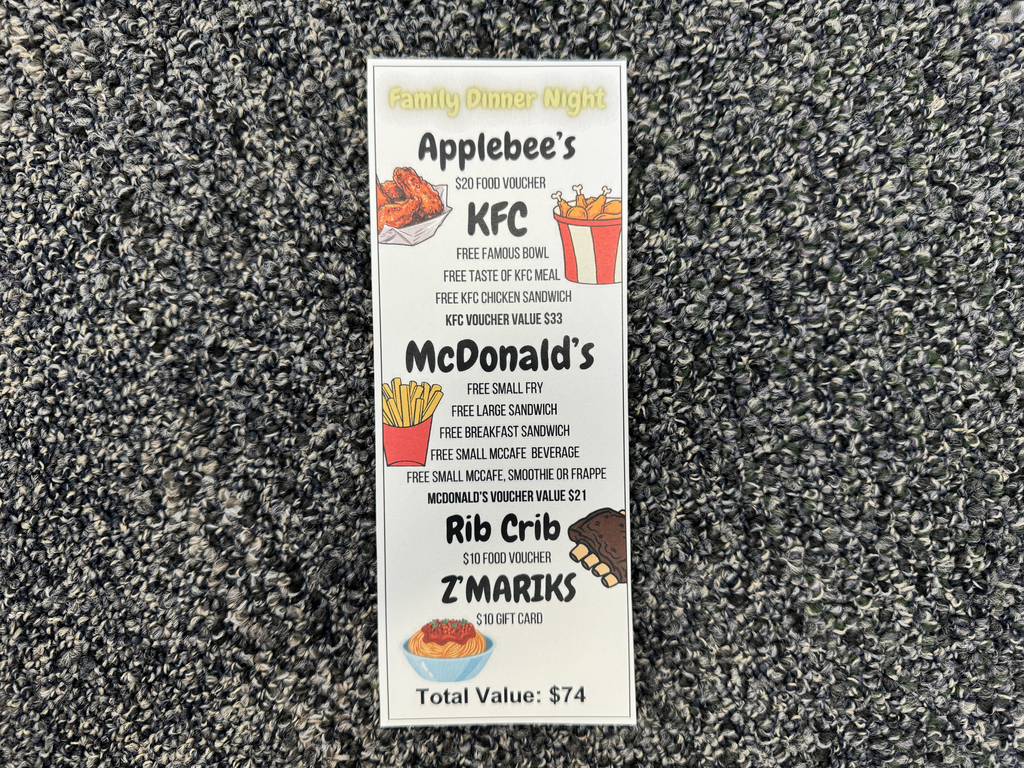 Family Dinner Night
Applebee's
$20 FOOD VOUCHER
KFC
FREE FAMOUS BOWL
FREE TASTE OF KFC MEAL
FREE KFC CHICKEN SANDWICH
KFC VOUCHER VALUE $33
McDonald's
FREE SMALL FRY
FREE LARGE SANDWICH
FREE BREAKFAST SANDWICH
FREE SMALL MCCAFE BEVERAGE
FREE SMALL MCCAFE, SMOOTHIE OR FRAPPE
MCDONALD'S VOUCHER VALUE $21
Rib Crib
$10 FOOD VOUCHER
Z'MARIKS
$10 GIFT CARD
Total Value: $74